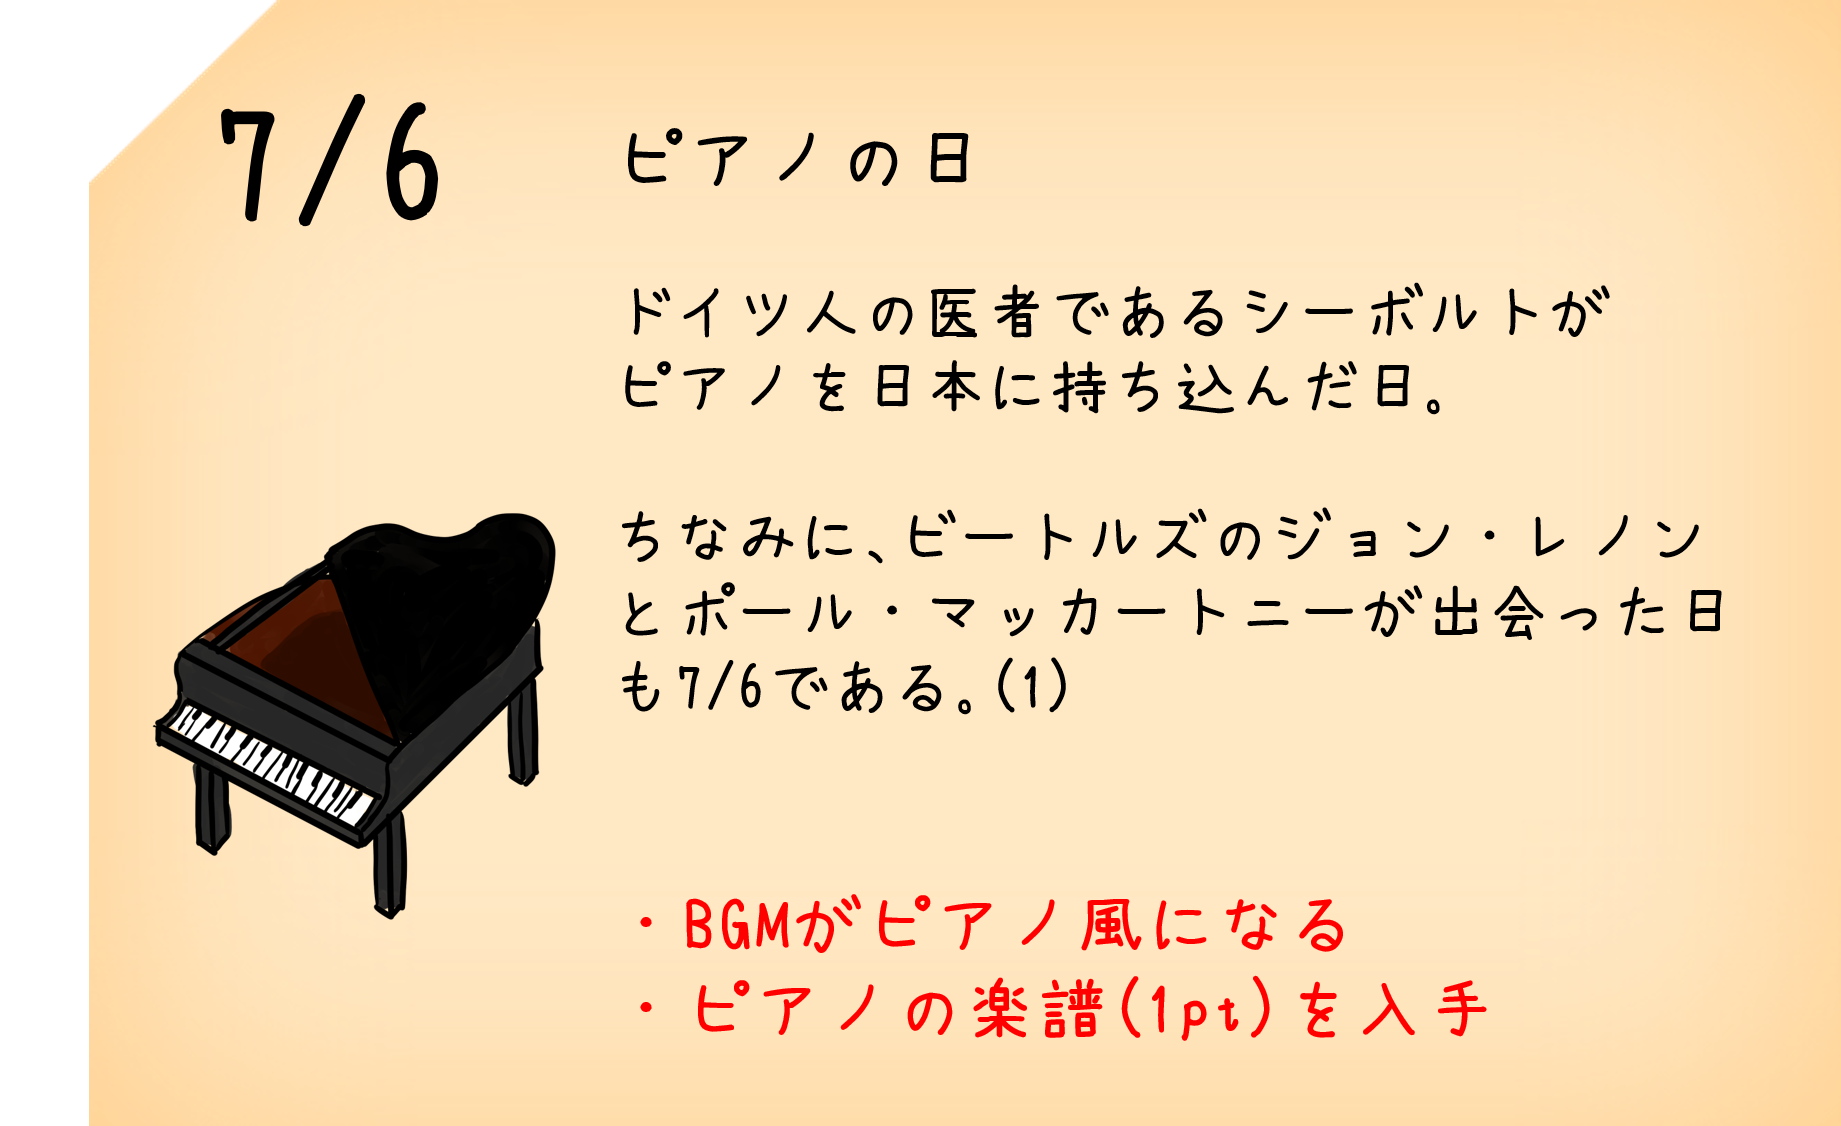 7/6
ピアノの日
ドイツ人の医者であるシーボルトが
ピアノを日本に持ち込んだ日。
ちなみに、ビートルズのジョン・レノン
とポール・マッカートニーが出会った日
も7/6である。(1)
・BGMがピアノ風になる
・ピアノの楽譜(1pt)を入手